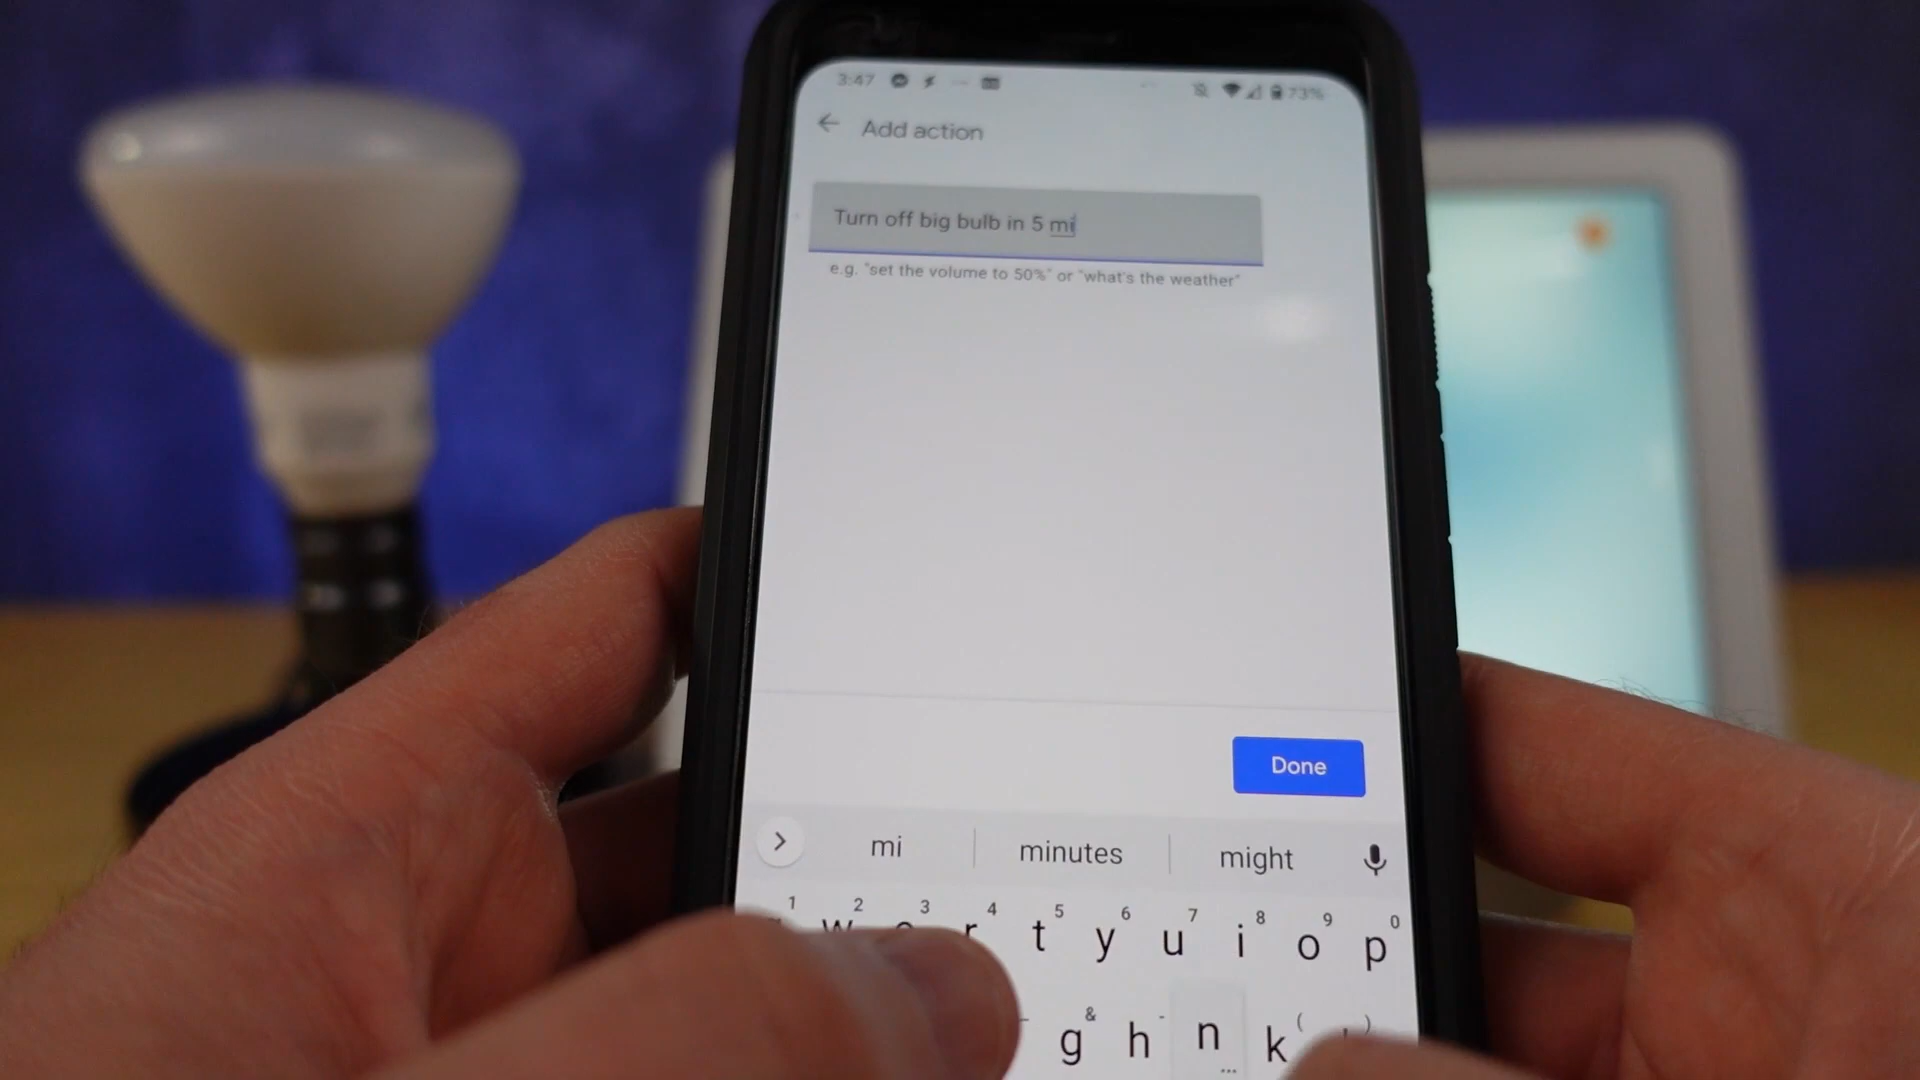 3:47 73%
Add action
Turn off big bulb in 5 mi
e.g. "set the volume to 50%" or "what's the weather"
Done
mi minutes might
1 2 3 4 5 6 7 8 9 0
w e r t y u i o p
& - ( )
g h n k